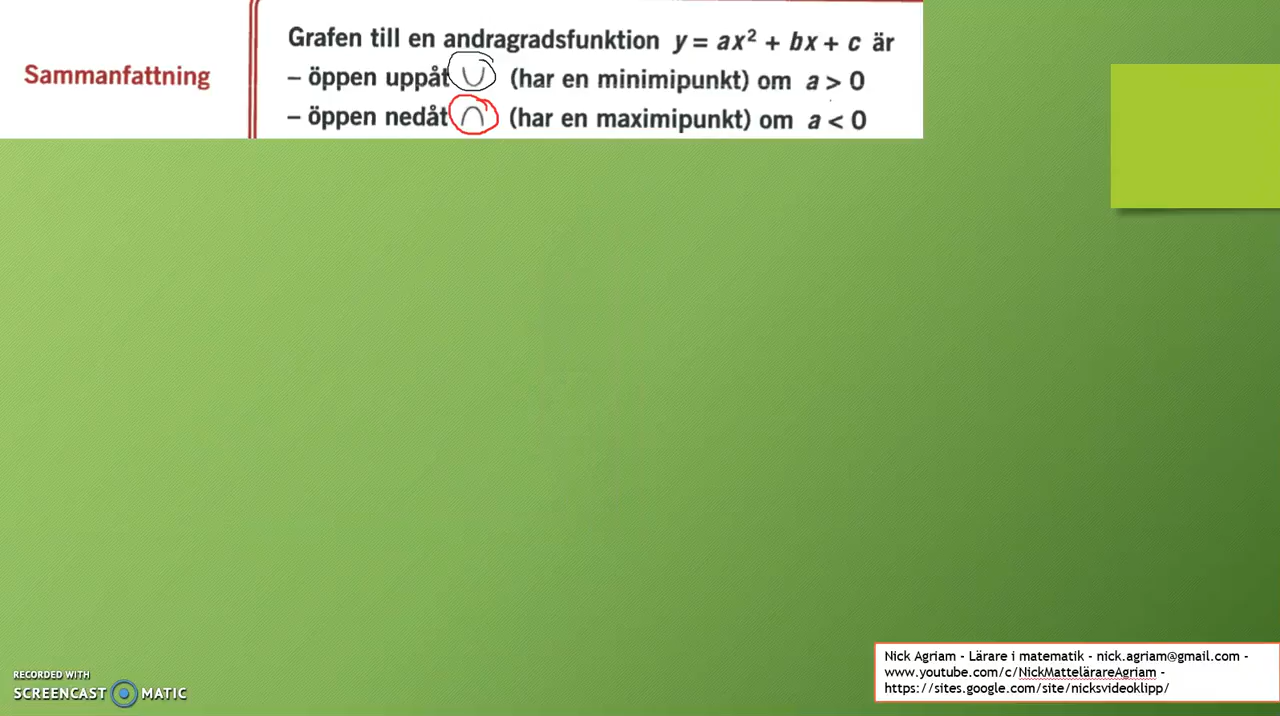 Sammanfattning
Grafen till en andragradsfunktion y = ax² + bx + c är
– öppen uppåt ∪ (har en minimipunkt) om a > 0
– öppen nedåt ∩ (har en maximipunkt) om a < 0
Nick Agriam - Lärare i matematik - nick.agriam@gmail.com -
www.youtube.com/c/NickMattelärareAgriam -
https://sites.google.com/site/nicksvideoklipp/
RECORDED WITH
SCREENCAST MATIC